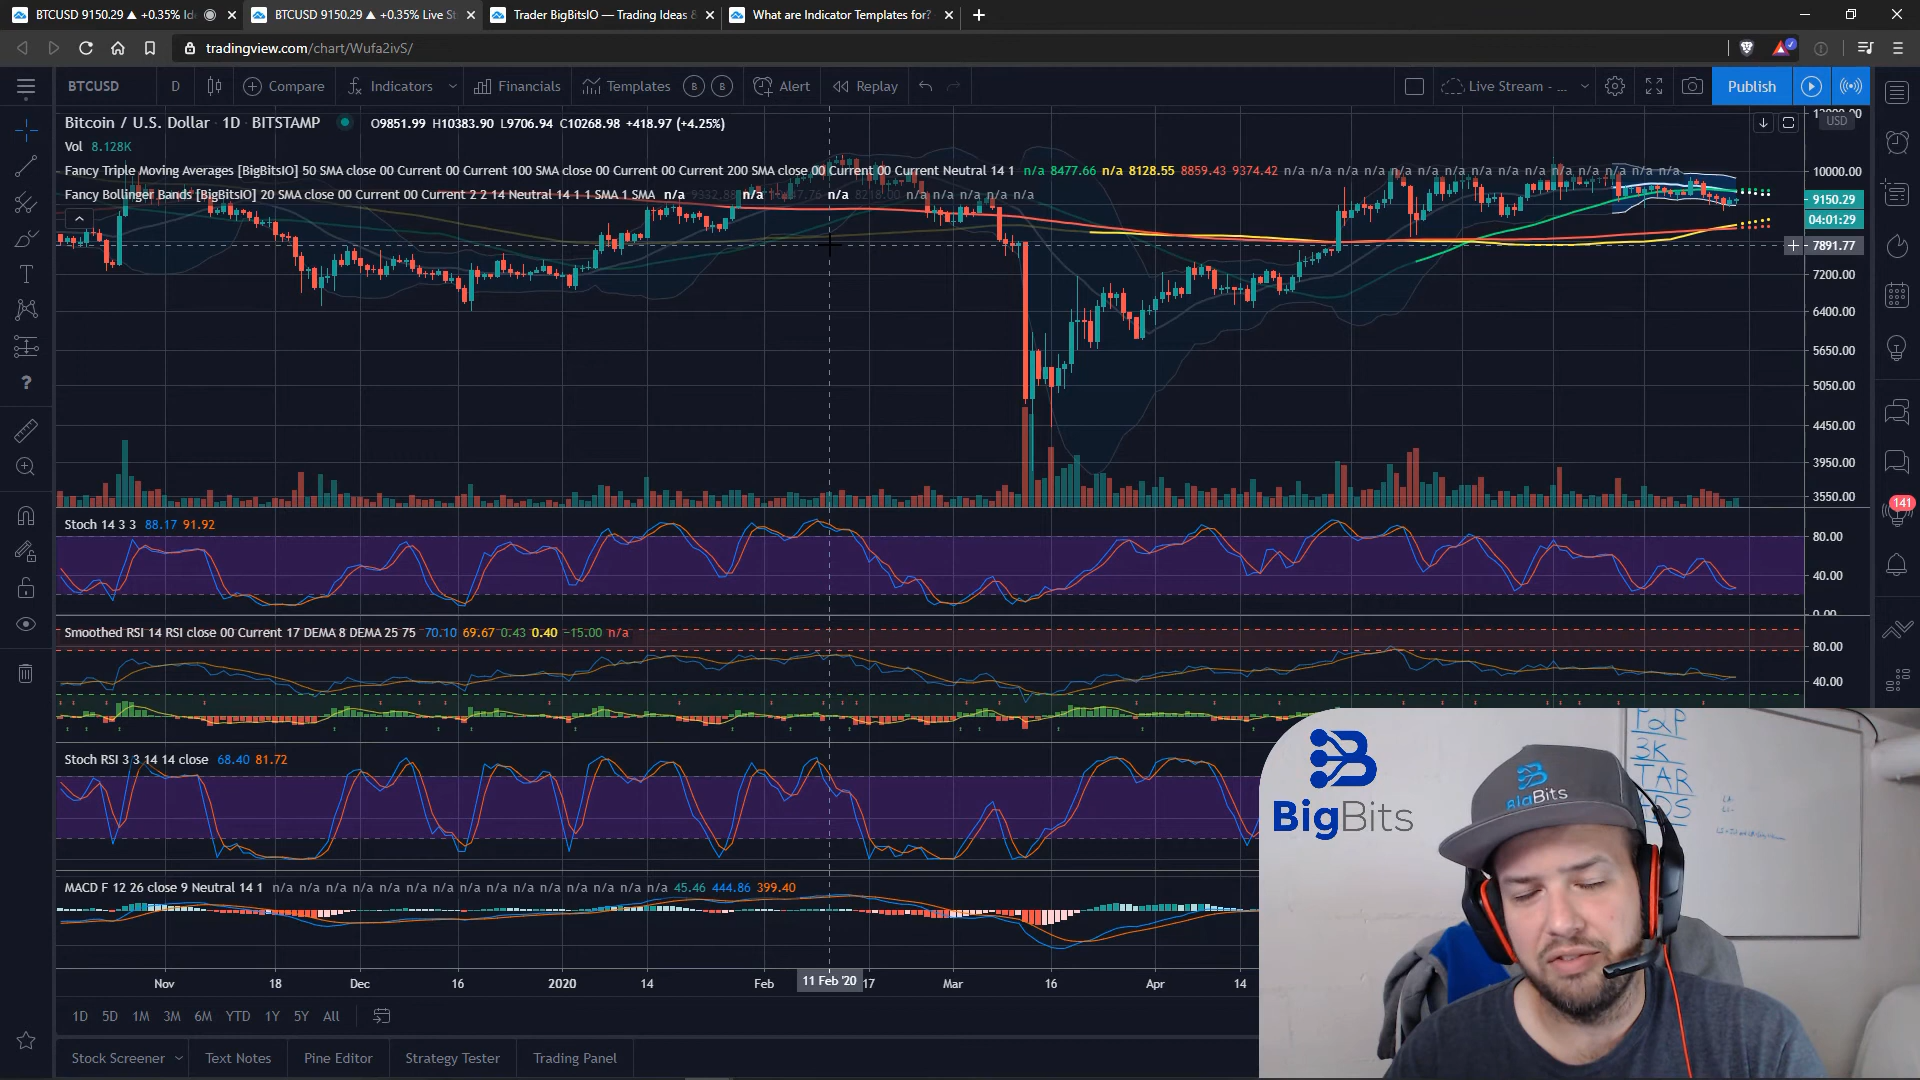 BTCUSD 9150.29 ▲ +0.35% Id
BTCUSD 9150.29 ▲ +0.35% Live St
Trader BigBitsIO — Trading Ideas &
What are Indicator Templates for?
tradingview.com/chart/Wufa2ivS/
BTCUSD D Compare Indicators Financials Templates B B Alert Replay Live Stream - ... Publish
Bitcoin / U.S. Dollar 1D BITSTAMP O9851.99 H10383.90 L9706.94 C10268.98 +418.97 (+4.25%)
Vol 8.128K
Fancy Triple Moving Averages [BigBitsIO] 50 SMA close 00 Current 00 Current 100 SMA close 00 Current 00 Current 200 SMA close 00 Current 00 Current Neutral 14 1 n/a 8477.66 n/a 8128.55 8859.43 9374.42 n/a n/a n/a n/a n/a n/a n/a n/a n/a n/a n/a n/a n/a n/a n/a
Fancy Bollinger Bands [BigBitsIO] 20 SMA close 00 Current 00 Current 2 2 14 Neutral 14 1 1 SMA 1 SMA n/a n/a n/a n/a n/a n/a n/a n/a
USD
10000.00
9150.29
04:01:29
7891.77
7200.00
6400.00
5650.00
5050.00
4450.00
3950.00
3550.00
141
Stoch 14 3 3 88.17 91.92
80.00
40.00
0.00
Smoothed RSI 14 RSI close 00 Current 17 DEMA 8 DEMA 25 75 70.10 69.67 0.43 0.40 −15.00 n/a
80.00
40.00
Stoch RSI 3 3 14 14 close 68.40 81.72
MACD F 12 26 close 9 Neutral 14 1 n/a n/a n/a n/a n/a n/a n/a n/a n/a n/a n/a n/a n/a n/a n/a n/a n/a 45.46 444.86 399.40
Nov 18 Dec 16 2020 14 Feb 11 Feb '20 17 Mar 16 Apr 14
1D 5D 1M 3M 6M YTD 1Y 5Y All
Stock Screener Text Notes Pine Editor Strategy Tester Trading Panel
BigBits
BigBits
3K
TAR